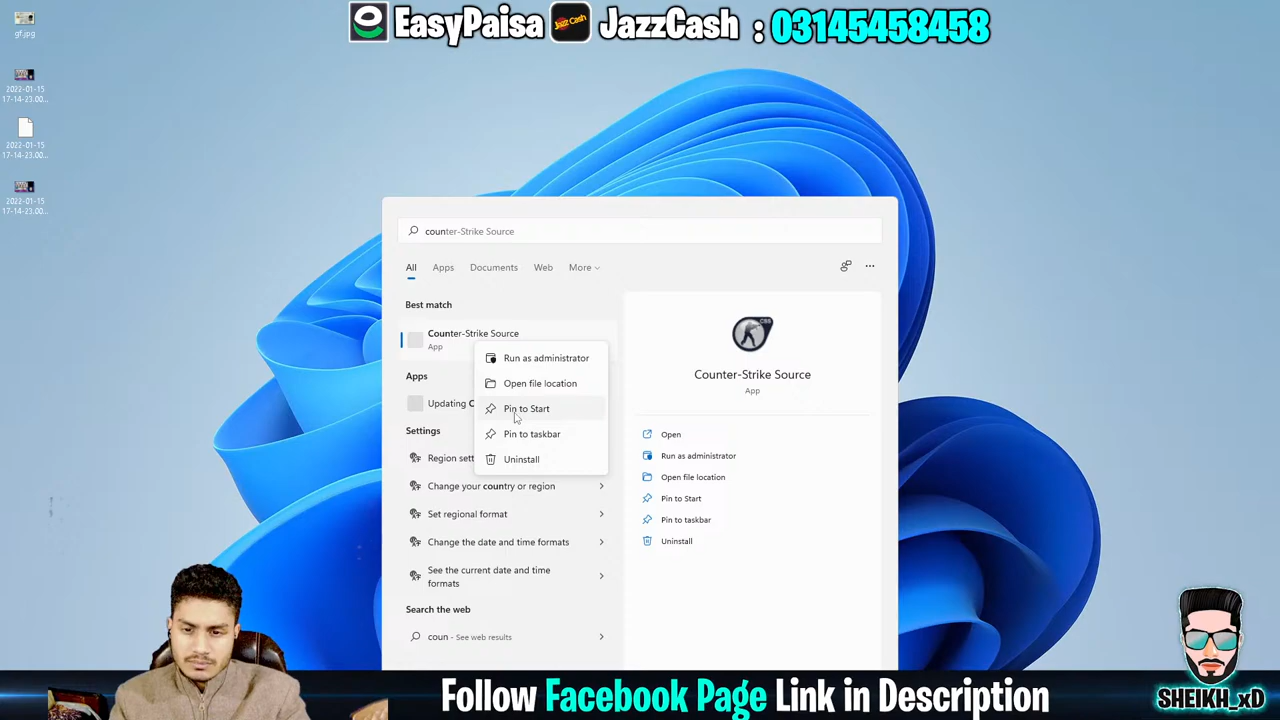 EasyPaisa JazzCash : 03145458458
Jazz Cash
gf.jpg
2022-01-15
17-14-23.00...
2022-01-15
17-14-23.00...
2022-01-15
17-14-23.00...
counter-Strike Source
All Apps Documents Web More
Best match
Counter-Strike Source
App
Run as administrator
Open file location
Pin to Start
Pin to taskbar
Uninstall
Apps
Updating C
Settings
Region sett
Change your country or region
Set regional format
Change the date and time formats
See the current date and time
formats
Search the web
coun - See web results
CSS
Counter-Strike Source
App
Open
Run as administrator
Open file location
Pin to Start
Pin to taskbar
Uninstall
Follow Facebook Page Link in Description
SHEIKH_xD